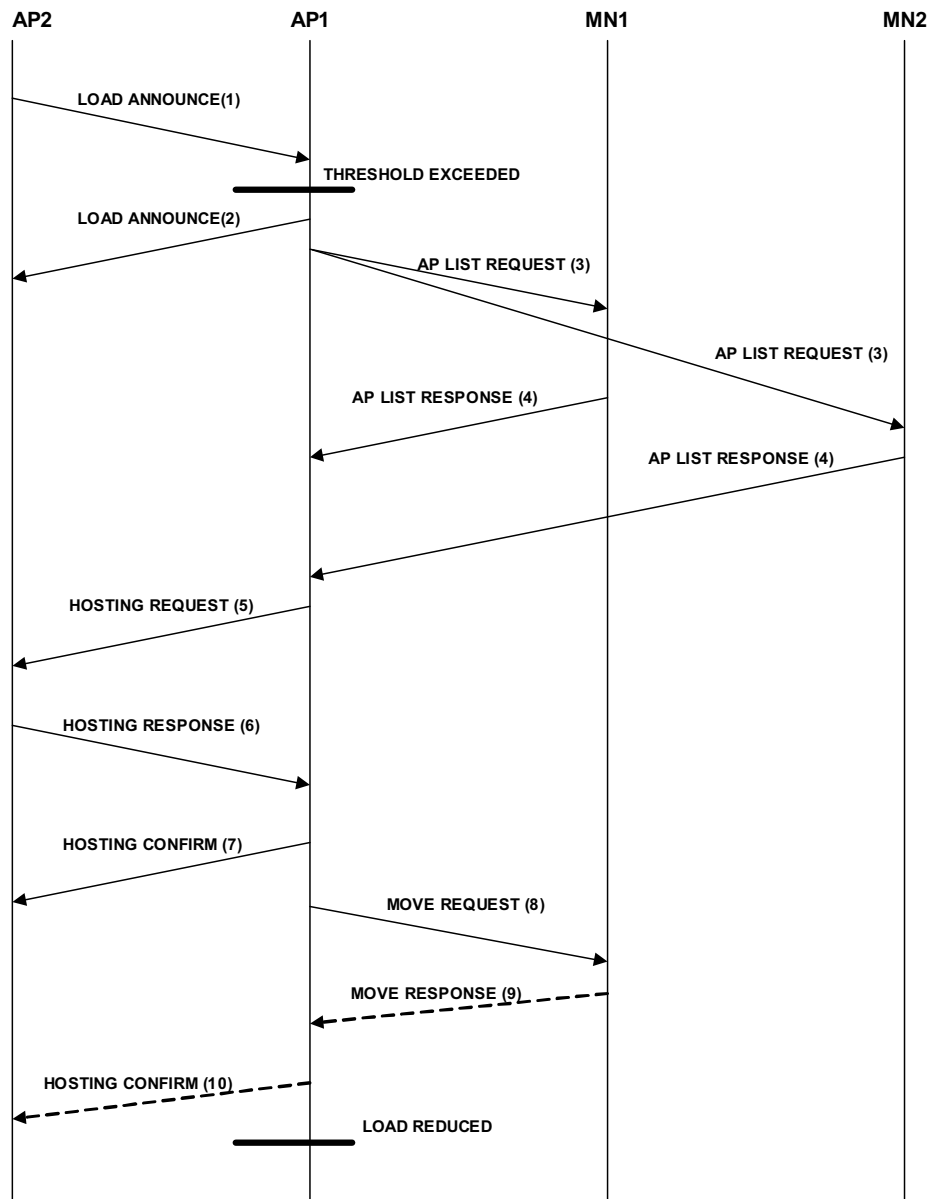 AP2
AP1
MN1
MN2
LOAD ANNOUNCE(1)
THRESHOLD EXCEEDED
LOAD ANNOUNCE(2)
AP LIST REQUEST (3)
AP LIST REQUEST (3)
AP LIST RESPONSE (4)
AP LIST RESPONSE (4)
HOSTING REQUEST (5)
HOSTING RESPONSE (6)
HOSTING CONFIRM (7)
MOVE REQUEST (8)
MOVE RESPONSE (9)
HOSTING CONFIRM (10)
LOAD REDUCED